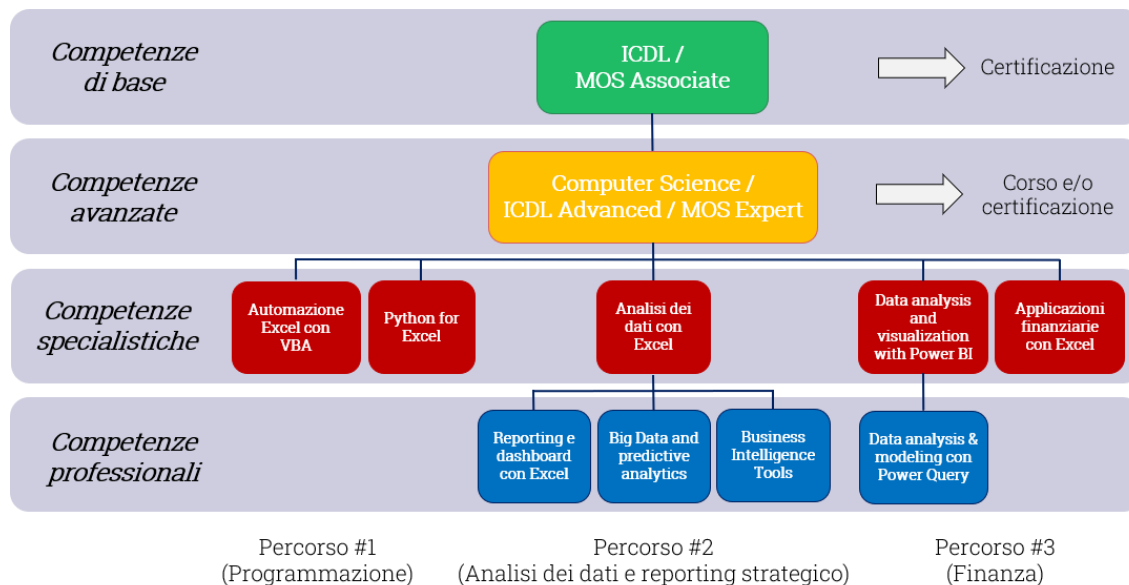 Competenze
di base
ICDL /
MOS Associate
Certificazione
Competenze
avanzate
Computer Science /
ICDL Advanced / MOS Expert
Corso e/o
certificazione
Competenze
specialistiche
Automazione
Excel con
VBA
Python for
Excel
Analisi dei
dati con
Excel
Data analysis
and
visualization
with Power BI
Applicazioni
finanziarie
con Excel
Competenze
professionali
Reporting e
dashboard
con Excel
Big Data and
predictive
analytics
Business
Intelligence
Tools
Data analysis &
modeling con
Power Query
Percorso #1
(Programmazione)
Percorso #2
(Analisi dei dati e reporting strategico)
Percorso #3
(Finanza)